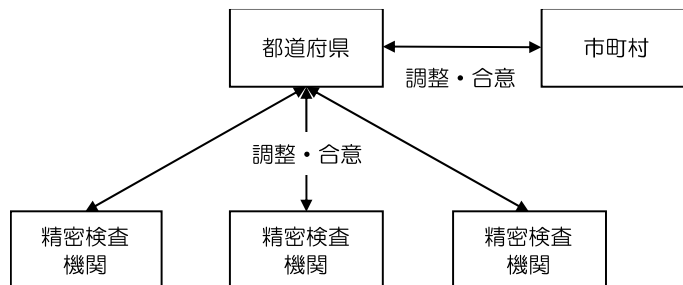 都道府県
市町村
調整・合意
調整・合意
精密検査
機関
精密検査
機関
精密検査
機関